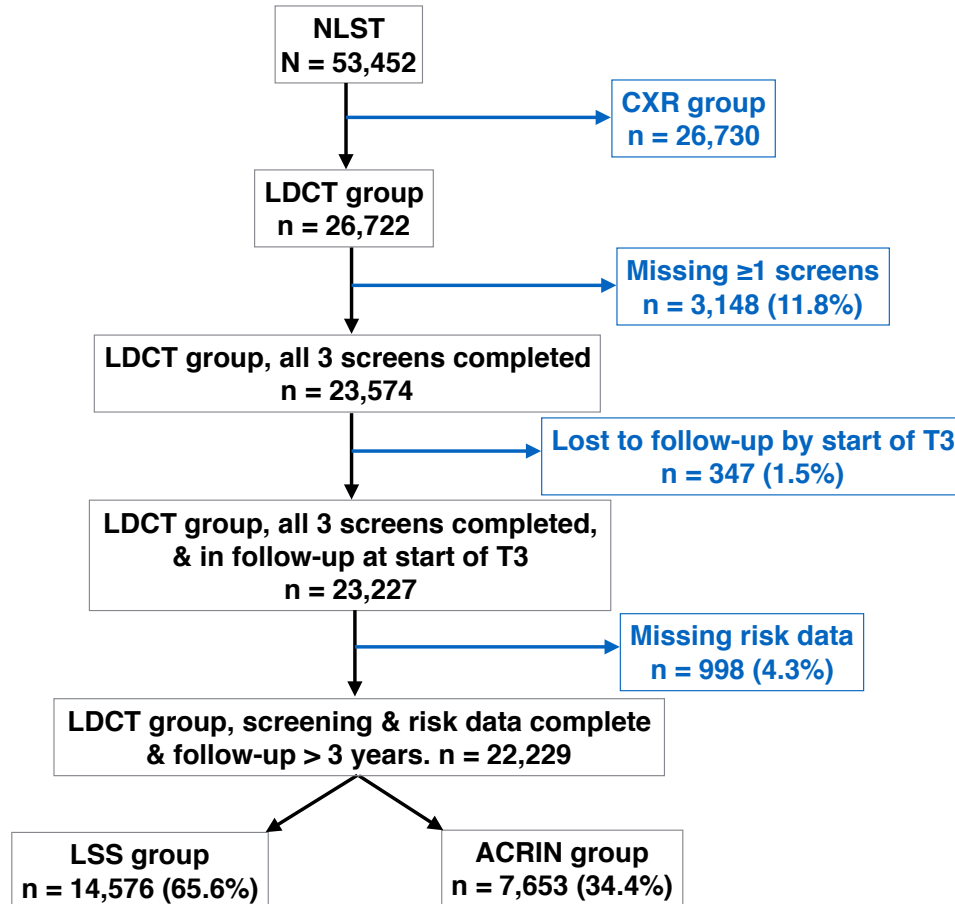 NLST
N = 53,452
CXR group
n = 26,730
LDCT group
n = 26,722
Missing ≥1 screens
n = 3,148 (11.8%)
LDCT group, all 3 screens completed
n = 23,574
Lost to follow-up by start of T3
n = 347 (1.5%)
LDCT group, all 3 screens completed,
& in follow-up at start of T3
n = 23,227
Missing risk data
n = 998 (4.3%)
LDCT group, screening & risk data complete
& follow-up > 3 years. n = 22,229
LSS group
n = 14,576 (65.6%)
ACRIN group
n = 7,653 (34.4%)